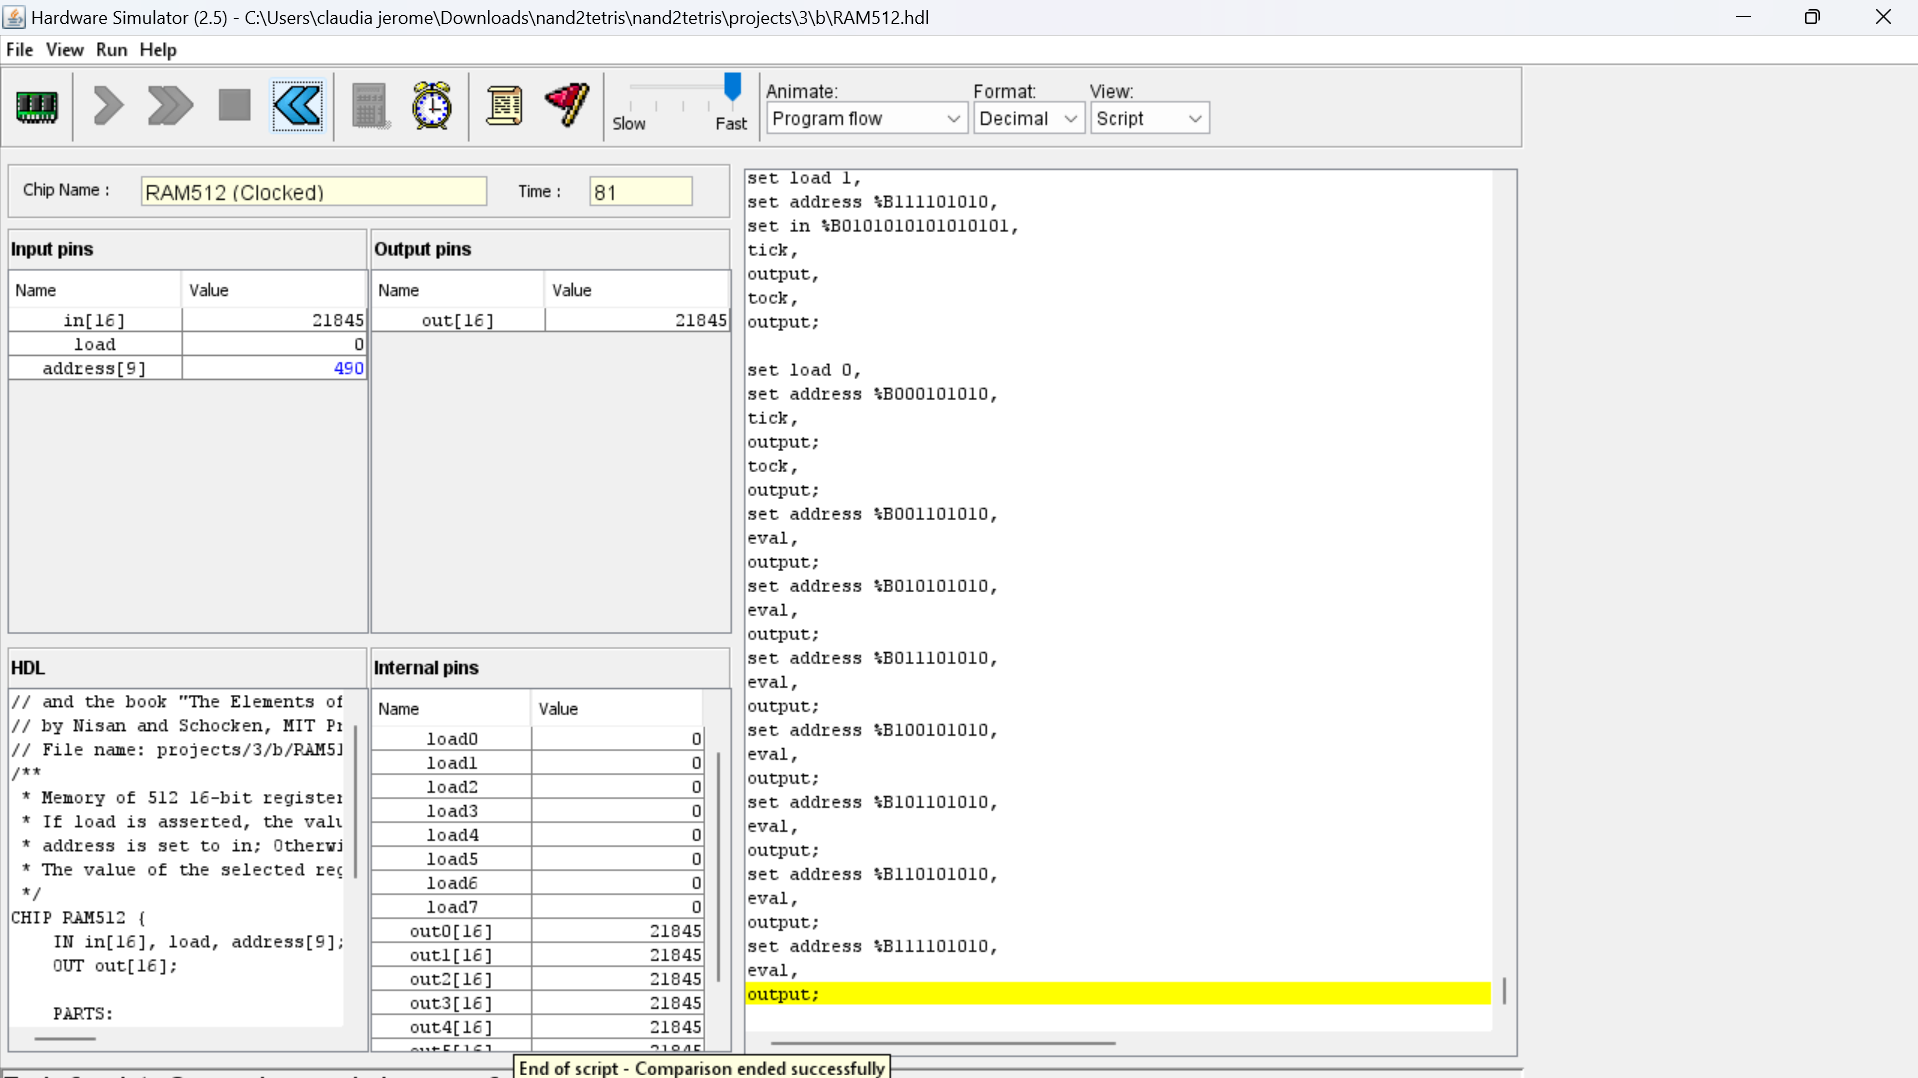 Hardware Simulator (2.5) - C:\Users\claudia jerome\Downloads\nand2tetris\nand2tetris\projects\3\b\RAM512.hdl
File View Run Help
Slow Fast
Animate: Format: View:
Program flow Decimal Script
Chip Name : RAM512 (Clocked) Time : 81
Input pins
Name Value
in[16] 21845
load 0
address[9] 490
Output pins
Name Value
out[16] 21845
HDL
// and the book "The Elements of
// by Nisan and Schocken, MIT Pr
// File name: projects/3/b/RAM51
/**
* Memory of 512 16-bit register
* If load is asserted, the valu
* address is set to in; Otherwi
* The value of the selected reg
*/
CHIP RAM512 {
IN in[16], load, address[9];
OUT out[16];
PARTS:
Internal pins
Name Value
load0 0
load1 0
load2 0
load3 0
load4 0
load5 0
load6 0
load7 0
out0[16] 21845
out1[16] 21845
out2[16] 21845
out3[16] 21845
out4[16] 21845
out5[16] 21845
set load 1,
set address %B111101010,
set in %B0101010101010101,
tick,
output,
tock,
output;
set load 0,
set address %B000101010,
tick,
output;
tock,
output;
set address %B001101010,
eval,
output;
set address %B010101010,
eval,
output;
set address %B011101010,
eval,
output;
set address %B100101010,
eval,
output;
set address %B101101010,
eval,
output;
set address %B110101010,
eval,
output;
set address %B111101010,
eval,
output;
End of script - Comparison ended successfully